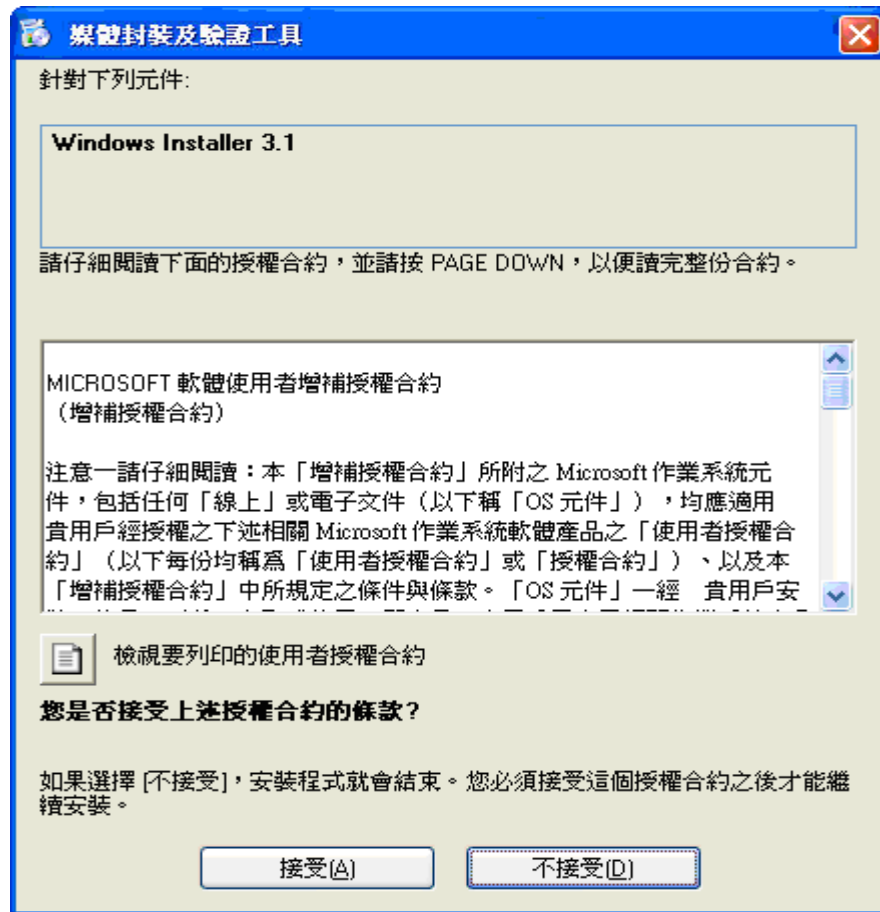 媒體封裝及驗證工具
針對下列元件:
Windows Installer 3.1
請仔細閱讀下面的授權合約，並請按 PAGE DOWN，以便讀完整份合約。
MICROSOFT 軟體使用者增補授權合約
（增補授權合約）
注意一請仔細閱讀：本「增補授權合約」所附之 Microsoft 作業系統元
件，包括任何「線上」或電子文件（以下稱「OS 元件」），均應適用
貴用戶經授權之下述相關 Microsoft 作業系統軟體產品之「使用者授權合
約」（以下每份均稱為「使用者授權合約」或「授權合約」）、以及本
「增補授權合約」中所規定之條件與條款。「OS 元件」一經　貴用戶安
檢視要列印的使用者授權合約
您是否接受上述授權合約的條款?
如果選擇 [不接受]，安裝程式就會結束。您必須接受這個授權合約之後才能繼
續安裝。
接受(A)
不接受(D)